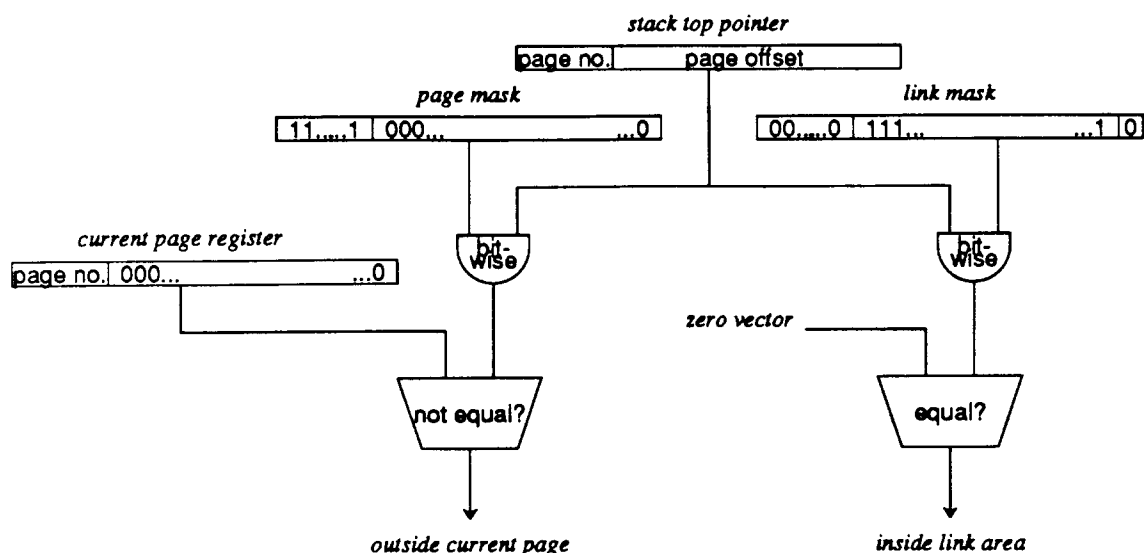 stack top pointer
page no. page offset
page mask
link mask
11.....1 000... ...0
00.....0 111... ...1 0
current page register
page no. 000... ...0
bit-
wise
bit-
wise
zero vector
not equal?
equal?
outside current page
inside link area